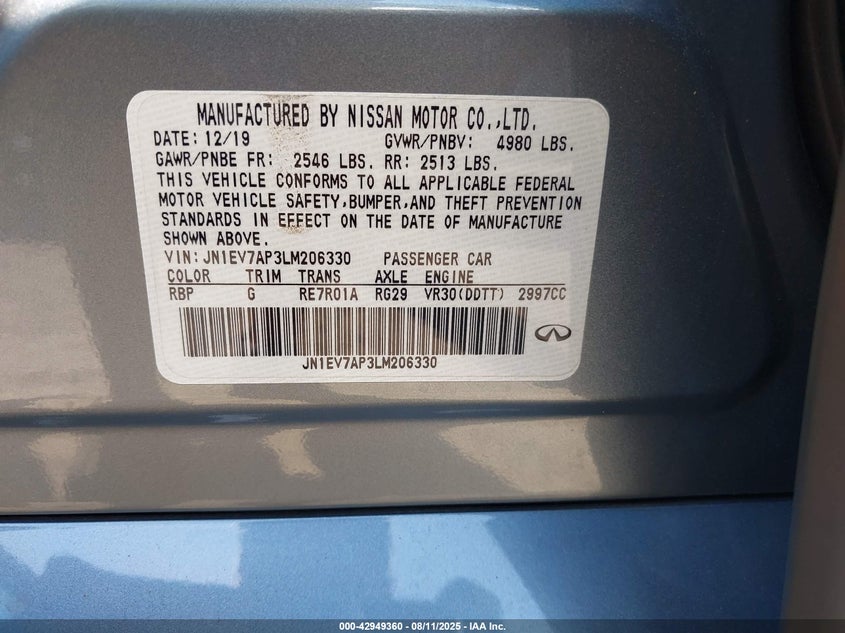 MANUFACTURED BY NISSAN MOTOR CO.,LTD.
DATE: 12/19 GVWR/PNBV: 4980 LBS.
GAWR/PNBE FR: 2546 LBS. RR: 2513 LBS.
THIS VEHICLE CONFORMS TO ALL APPLICABLE FEDERAL
MOTOR VEHICLE SAFETY,BUMPER,AND THEFT PREVENTION
STANDARDS IN EFFECT ON THE DATE OF MANUFACTURE
SHOWN ABOVE.
VIN: JN1EV7AP3LM206330 PASSENGER CAR
COLOR TRIM TRANS AXLE ENGINE
RBP G RE7R01A RG29 VR30(DDTT) 2997CC
JN1EV7AP3LM206330
000-42949360 - 08/11/2025 - IAA Inc.